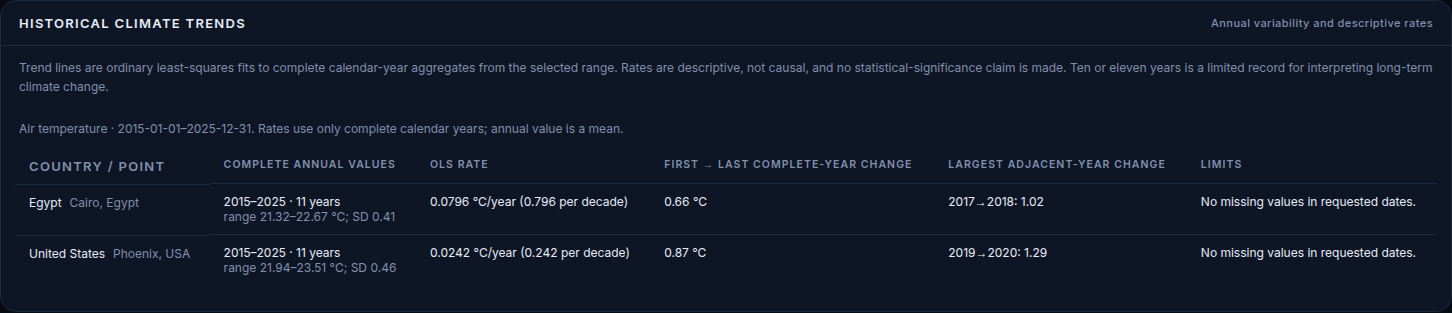 HISTORICAL CLIMATE TRENDS
Annual variability and descriptive rates
Trend lines are ordinary least-squares fits to complete calendar-year aggregates from the selected range. Rates are descriptive, not causal, and no statistical-significance claim is made. Ten or eleven years is a limited record for interpreting long-term
climate change.
Air temperature · 2015-01-01–2025-12-31. Rates use only complete calendar years; annual value is a mean.
COUNTRY / POINT COMPLETE ANNUAL VALUES OLS RATE FIRST → LAST COMPLETE-YEAR CHANGE LARGEST ADJACENT-YEAR CHANGE LIMITS
Egypt Cairo, Egypt 2015–2025 · 11 years 0.0796 °C/year (0.796 per decade) 0.66 °C 2017→2018: 1.02 No missing values in requested dates.
range 21.32–22.67 °C; SD 0.41
United States Phoenix, USA 2015–2025 · 11 years 0.0242 °C/year (0.242 per decade) 0.87 °C 2019→2020: 1.29 No missing values in requested dates.
range 21.94–23.51 °C; SD 0.46